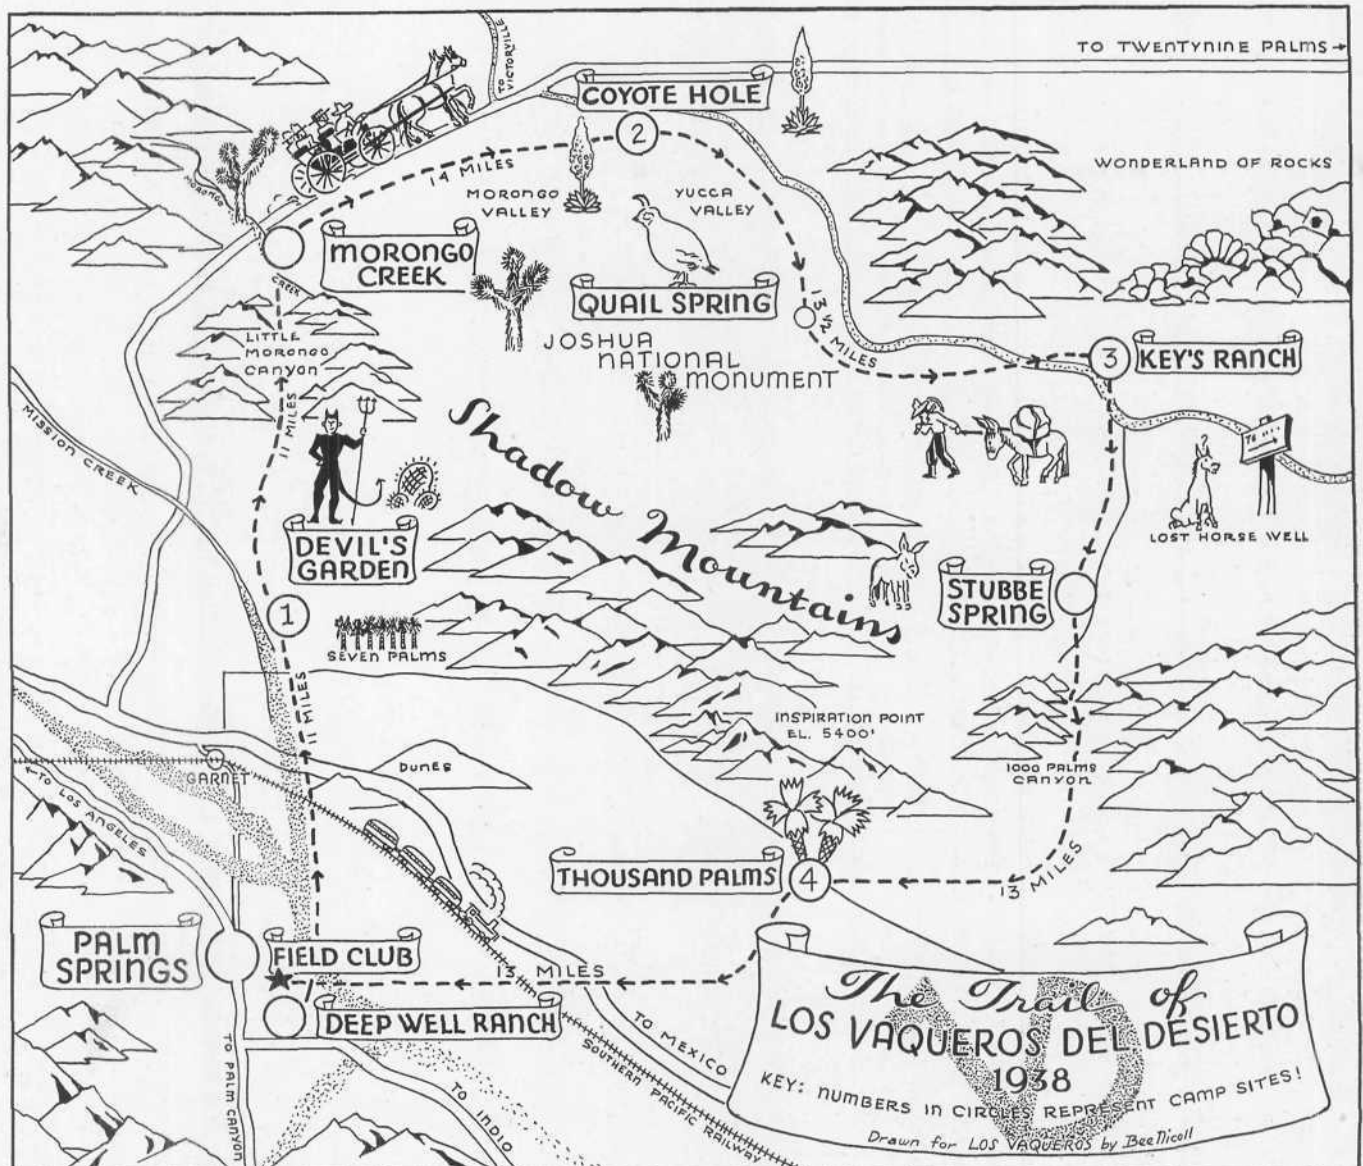 TO TWENTYNINE PALMS
TO VICTORVILLE
COYOTE HOLE
2
WONDERLAND OF ROCKS
14 MILES
MORONGO
VALLEY
YUCCA
VALLEY
MORONGO
MORONGO
CREEK
CREEK
QUAIL SPRING
13 1/2 MILES
LITTLE
MORONGO
CANYON
JOSHUA
NATIONAL
MONUMENT
3
KEY'S RANCH
11 MILES
MISSION CREEK
Shadow Mountains
TO
LOST HORSE WELL
DEVIL'S
GARDEN
STUBBE
SPRING
1
SEVEN PALMS
11 MILES
INSPIRATION POINT
EL. 5400'
1000 PALMS
CANYON
GARNET
DUNES
TO LOS ANGELES
THOUSAND PALMS
4
13 MILES
PALM
SPRINGS
FIELD CLUB
13 MILES
DEEP WELL RANCH
TO MEXICO
SOUTHERN PACIFIC RAILWAY
TO PALM CANYON
TO INDIO
VD
The Trail of
LOS VAQUEROS DEL DESIERTO
1938
KEY: NUMBERS IN CIRCLES REPRESENT CAMP SITES!
Drawn for LOS VAQUEROS by Bee Nicoll